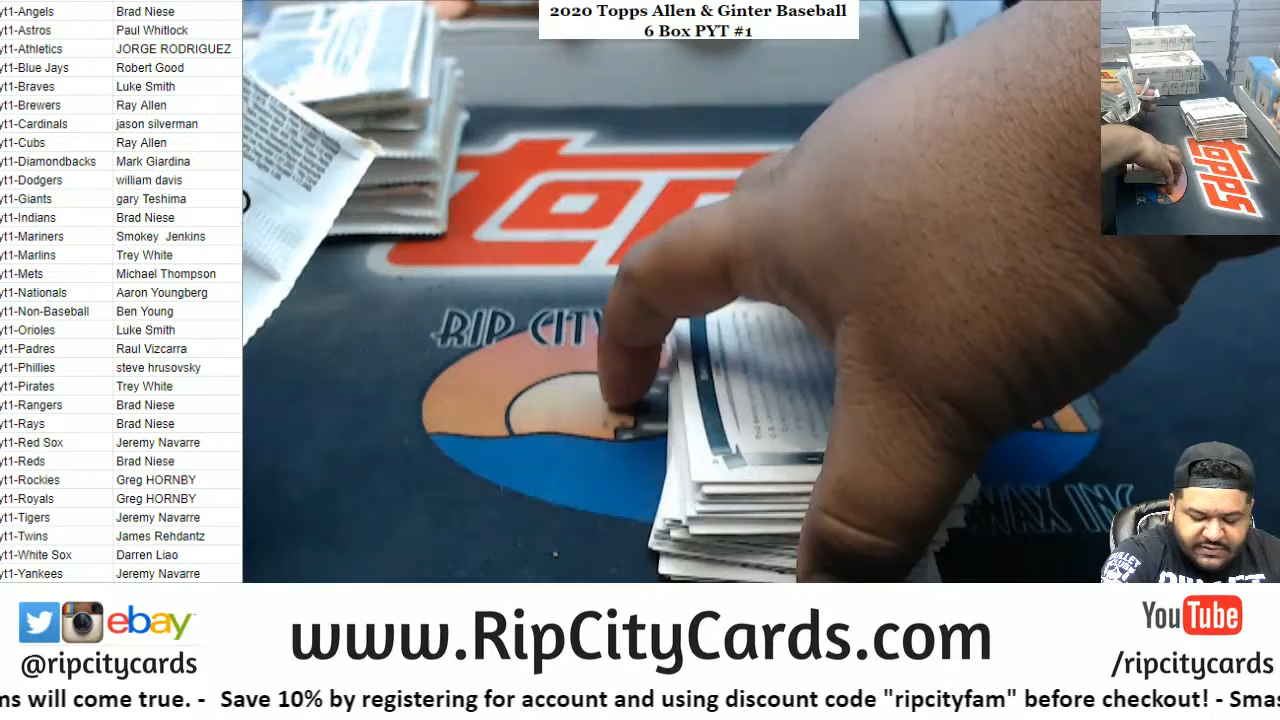 2020 Topps Allen & Ginter Baseball
6 Box PYT #1
yt1-Angels Brad Niese
yt1-Astros Paul Whitlock
yt1-Athletics JORGE RODRIGUEZ
yt1-Blue Jays Robert Good
yt1-Braves Luke Smith
yt1-Brewers Ray Allen
yt1-Cardinals jason silverman
yt1-Cubs Ray Allen
yt1-Diamondbacks Mark Giardina
yt1-Dodgers william davis
yt1-Giants gary Teshima
yt1-Indians Brad Niese
yt1-Mariners Smokey Jenkins
yt1-Marlins Trey White
yt1-Mets Michael Thompson
yt1-Nationals Aaron Youngberg
yt1-Non-Baseball Ben Young
yt1-Orioles Luke Smith
yt1-Padres Raul Vizcarra
yt1-Phillies steve hrusovsky
yt1-Pirates Trey White
yt1-Rangers Brad Niese
yt1-Rays Brad Niese
yt1-Red Sox Jeremy Navarre
yt1-Reds Brad Niese
yt1-Rockies Greg HORNBY
yt1-Royals Greg HORNBY
yt1-Tigers Jeremy Navarre
yt1-Twins James Rehdantz
yt1-White Sox Darren Liao
yt1-Yankees Jeremy Navarre
topps
RIP CITY
WAX INC
topps
BULLET CLUB
ebay
@ripcitycards
www.RipCityCards.com
YouTube
/ripcitycards
ms will come true. - Save 10% by registering for account and using discount code "ripcityfam" before checkout! - Smas